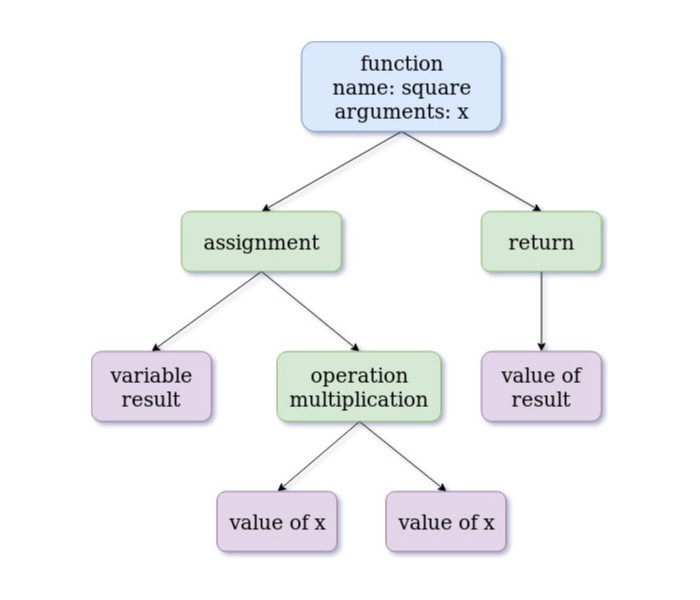 function
name: square
arguments: x
assignment
return
variable
result
operation
multiplication
value of
result
value of x
value of x